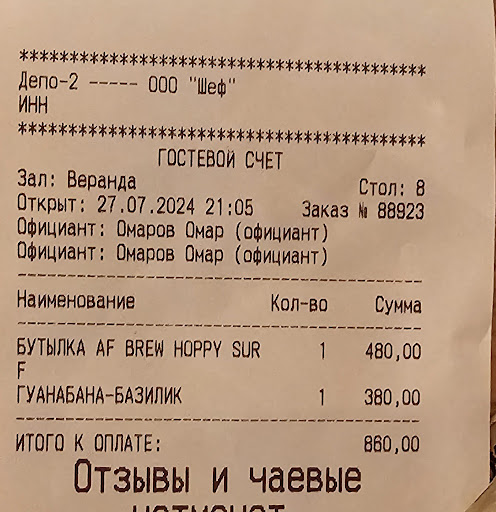 ****************************************
Депо-2 ----- ООО "Шеф"
ИНН
****************************************
ГОСТЕВОЙ СЧЕТ
Зал: Веранда Стол: 8
Открыт: 27.07.2024 21:05 Заказ № 88923
Официант: Омаров Омар (официант)
Официант: Омаров Омар (официант)
----------------------------------------
Наименование Кол-во Сумма
----------------------------------------
БУТЫЛКА AF BREW HOPPY SUR 1 480,00
F
ГУАНАБАНА-БАЗИЛИК 1 380,00
----------------------------------------
ИТОГО К ОПЛАТЕ: 860,00
Отзывы и чаевые